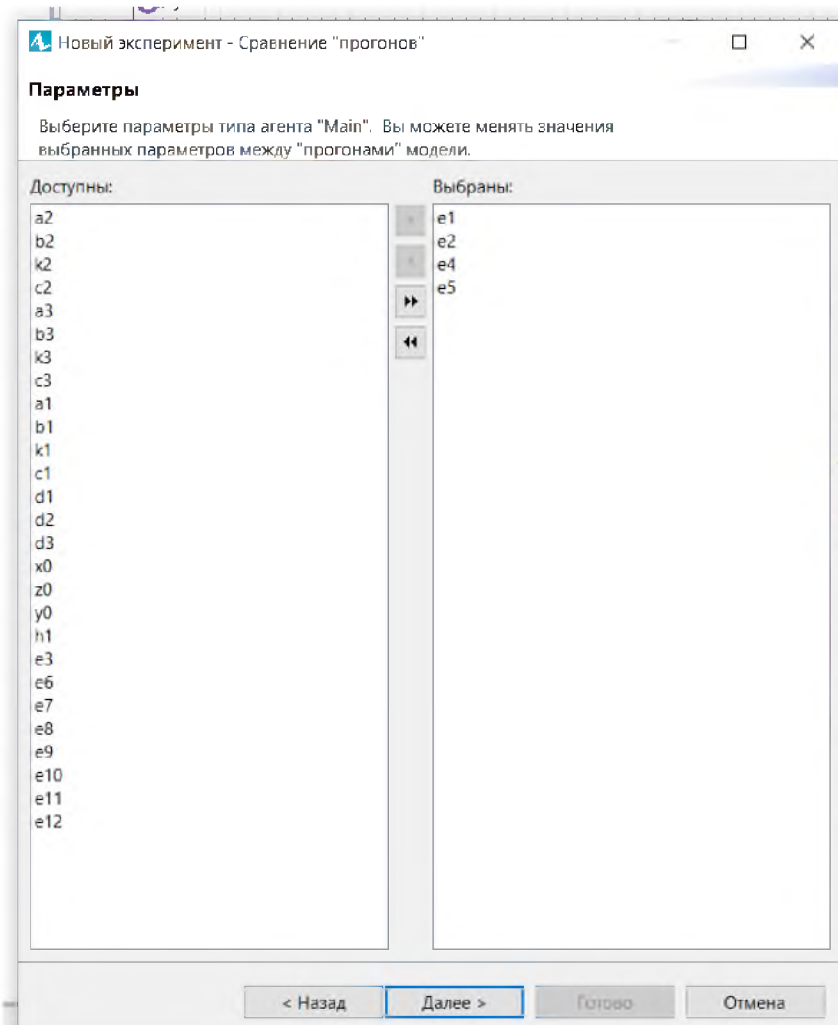 Новый эксперимент - Сравнение "прогонов"
Параметры
Выберите параметры типа агента "Main". Вы можете менять значения
выбранных параметров между "прогонами" модели.
Доступны:
a2
b2
k2
c2
a3
b3
k3
c3
a1
b1
k1
c1
d1
d2
d3
x0
z0
y0
h1
e3
e6
e7
e8
e9
e10
e11
e12
Выбраны:
e1
e2
e4
e5
< Назад
Далее >
Готово
Отмена